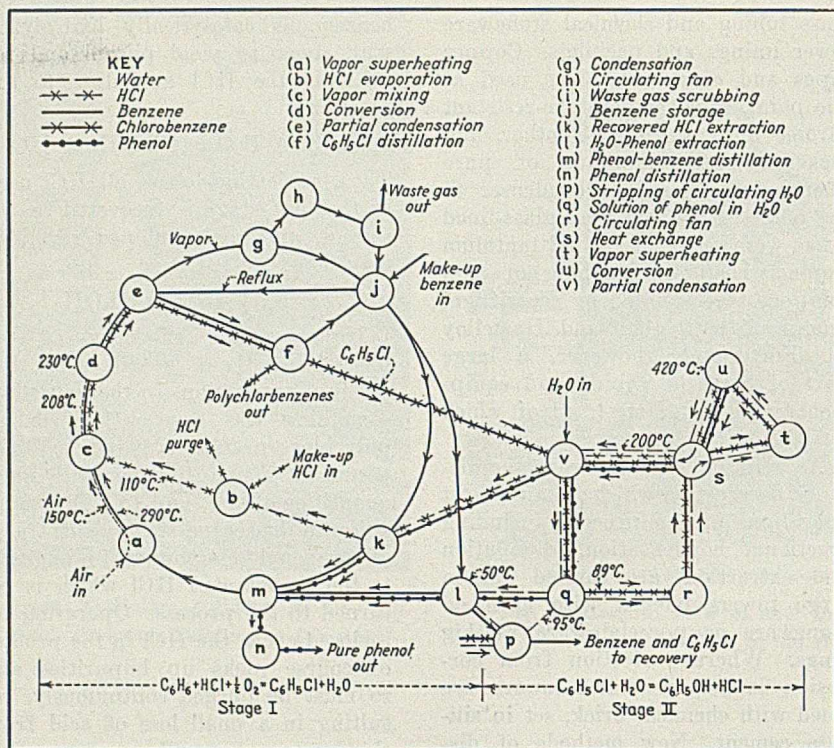 KEY
Water
HCl
Benzene
Chlorobenzene
Phenol
(a) Vapor superheating
(b) HCl evaporation
(c) Vapor mixing
(d) Conversion
(e) Partial condensation
(f) C6H5Cl distillation
(g) Condensation
(h) Circulating fan
(i) Waste gas scrubbing
(j) Benzene storage
(k) Recovered HCl extraction
(l) H2O-Phenol extraction
(m) Phenol-benzene distillation
(n) Phenol distillation
(p) Stripping of circulating H2O
(q) Solution of phenol in H2O
(r) Circulating fan
(s) Heat exchange
(t) Vapor superheating
(u) Conversion
(v) Partial condensation
h
Waste gas out
i
g
Vapor
Reflux
e
j
Make-up benzene in
f
C6H5Cl
Polychlorobenzenes out
230°C.
d
208°C.
c
HCl purge
Make-up HCl in
110°C.
b
Air 150°C.
290°C.
a
Air in
k
m
n
Pure phenol out
l
50°C.
H2O in
v
200°C.
420°C.
u
t
s
q
89°C.
r
p
95°C.
Benzene and C6H5Cl to recovery
C6H6+HCl+½O2=C6H5Cl+H2O
Stage I
C6H5Cl+H2O=C6H5OH+HCl
Stage II